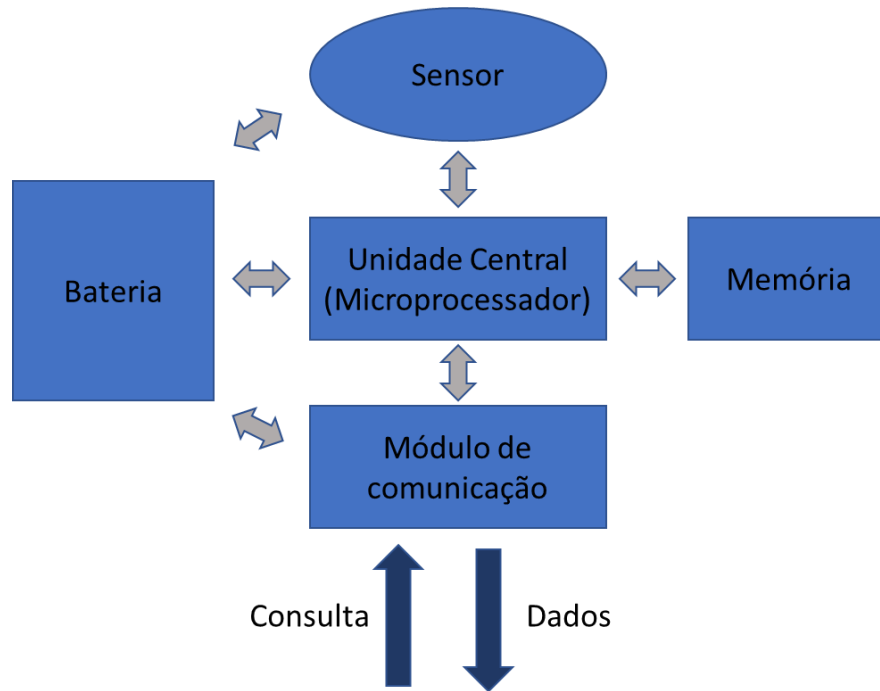 Sensor
Bateria
Unidade Central
(Microprocessador)
Memória
Módulo de
comunicação
Consulta
Dados